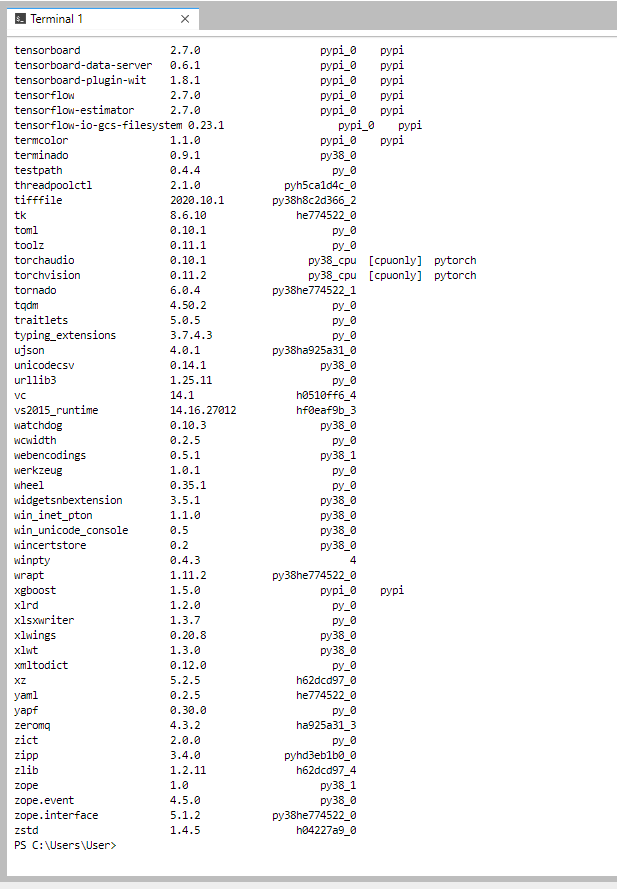 Terminal 1
tensorboard 2.7.0 pypi_0 pypi
tensorboard-data-server 0.6.1 pypi_0 pypi
tensorboard-plugin-wit 1.8.1 pypi_0 pypi
tensorflow 2.7.0 pypi_0 pypi
tensorflow-estimator 2.7.0 pypi_0 pypi
tensorflow-io-gcs-filesystem 0.23.1 pypi_0 pypi
termcolor 1.1.0 pypi_0 pypi
terminado 0.9.1 py38_0
testpath 0.4.4 py_0
threadpoolctl 2.1.0 pyh5ca1d4c_0
tifffile 2020.10.1 py38h8c2d366_2
tk 8.6.10 he774522_0
toml 0.10.1 py_0
toolz 0.11.1 py_0
torchaudio 0.10.1 py38_cpu [cpuonly] pytorch
torchvision 0.11.2 py38_cpu [cpuonly] pytorch
tornado 6.0.4 py38he774522_1
tqdm 4.50.2 py_0
traitlets 5.0.5 py_0
typing_extensions 3.7.4.3 py_0
ujson 4.0.1 py38ha925a31_0
unicodecsv 0.14.1 py38_0
urllib3 1.25.11 py_0
vc 14.1 h0510ff6_4
vs2015_runtime 14.16.27012 hf0eaf9b_3
watchdog 0.10.3 py38_0
wcwidth 0.2.5 py_0
webencodings 0.5.1 py38_1
werkzeug 1.0.1 py_0
wheel 0.35.1 py_0
widgetsnbextension 3.5.1 py38_0
win_inet_pton 1.1.0 py38_0
win_unicode_console 0.5 py38_0
wincertstore 0.2 py38_0
winpty 0.4.3 4
wrapt 1.11.2 py38he774522_0
xgboost 1.5.0 pypi_0 pypi
xlrd 1.2.0 py_0
xlsxwriter 1.3.7 py_0
xlwings 0.20.8 py38_0
xlwt 1.3.0 py38_0
xmltodict 0.12.0 py_0
xz 5.2.5 h62dcd97_0
yaml 0.2.5 he774522_0
yapf 0.30.0 py_0
zeromq 4.3.2 ha925a31_3
zict 2.0.0 py_0
zipp 3.4.0 pyhd3eb1b0_0
zlib 1.2.11 h62dcd97_4
zope 1.0 py38_1
zope.event 4.5.0 py38_0
zope.interface 5.1.2 py38he774522_0
zstd 1.4.5 h04227a9_0
PS C:\Users\User>